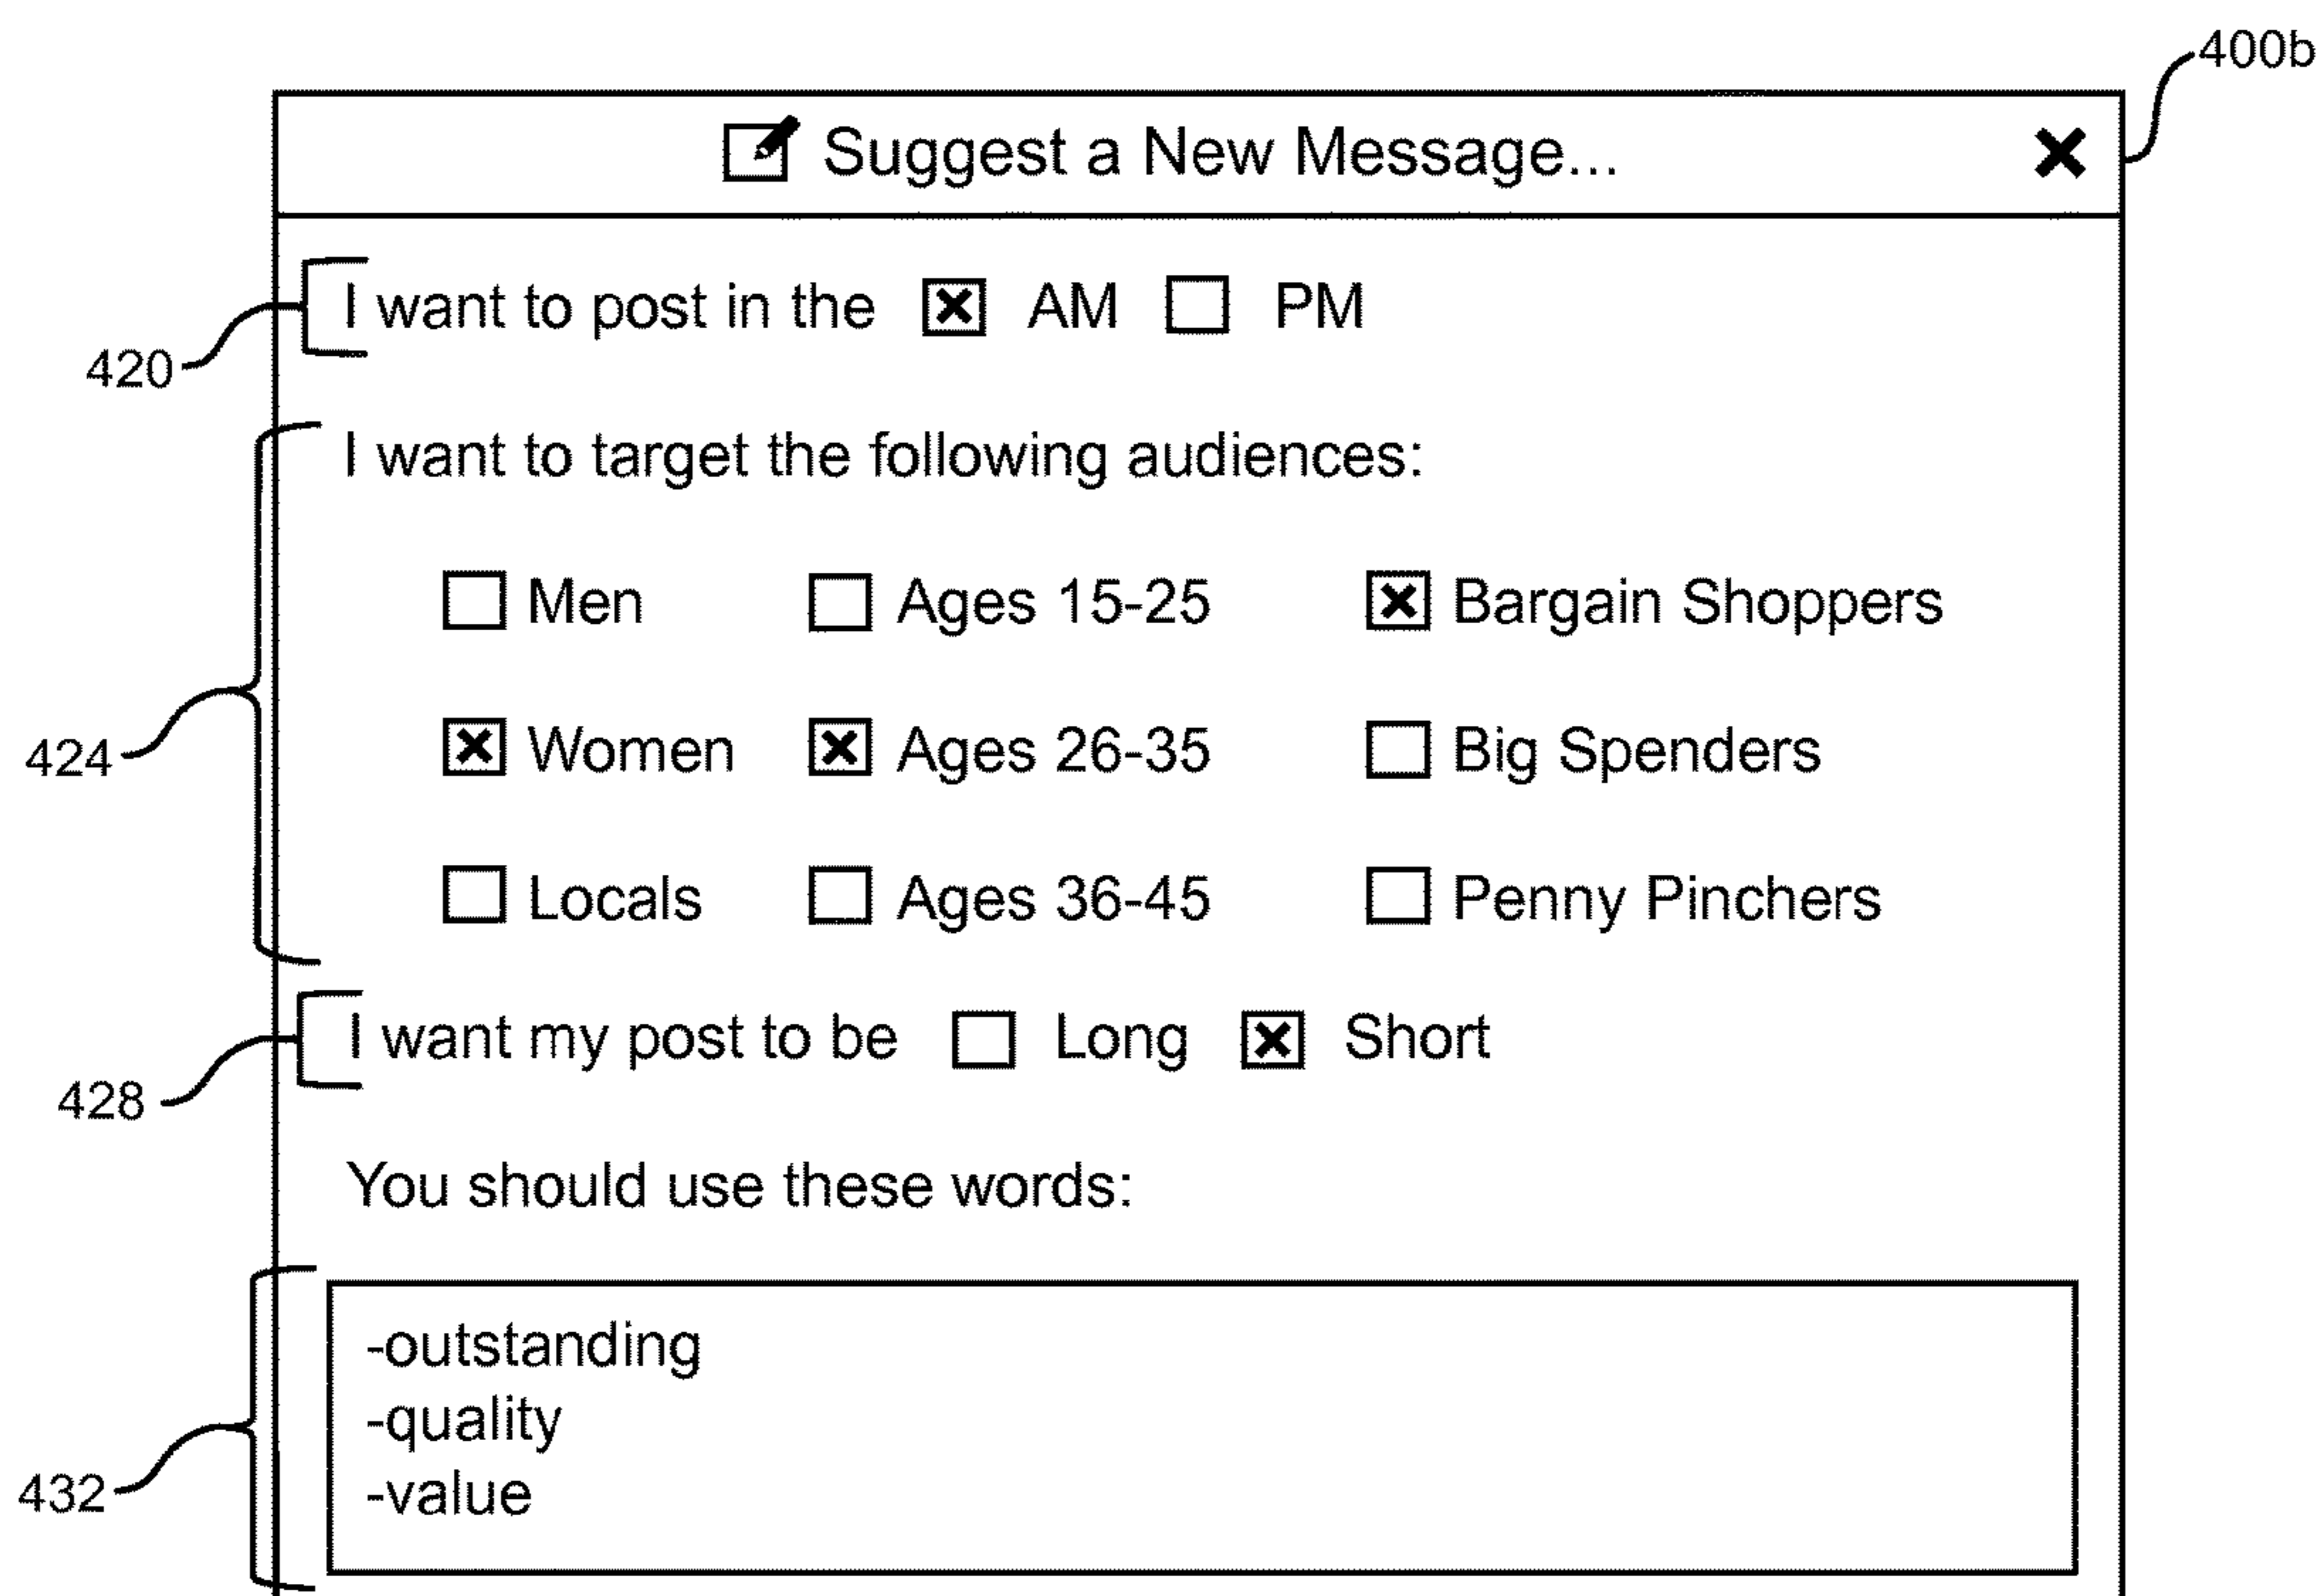 400b
Suggest a New Message...
I want to post in the AM PM
420
I want to target the following audiences:
Men Ages 15-25 Bargain Shoppers
Women Ages 26-35 Big Spenders
424
Locals Ages 36-45 Penny Pinchers
I want my post to be Long Short
428
You should use these words:
-outstanding
-quality
-value
432